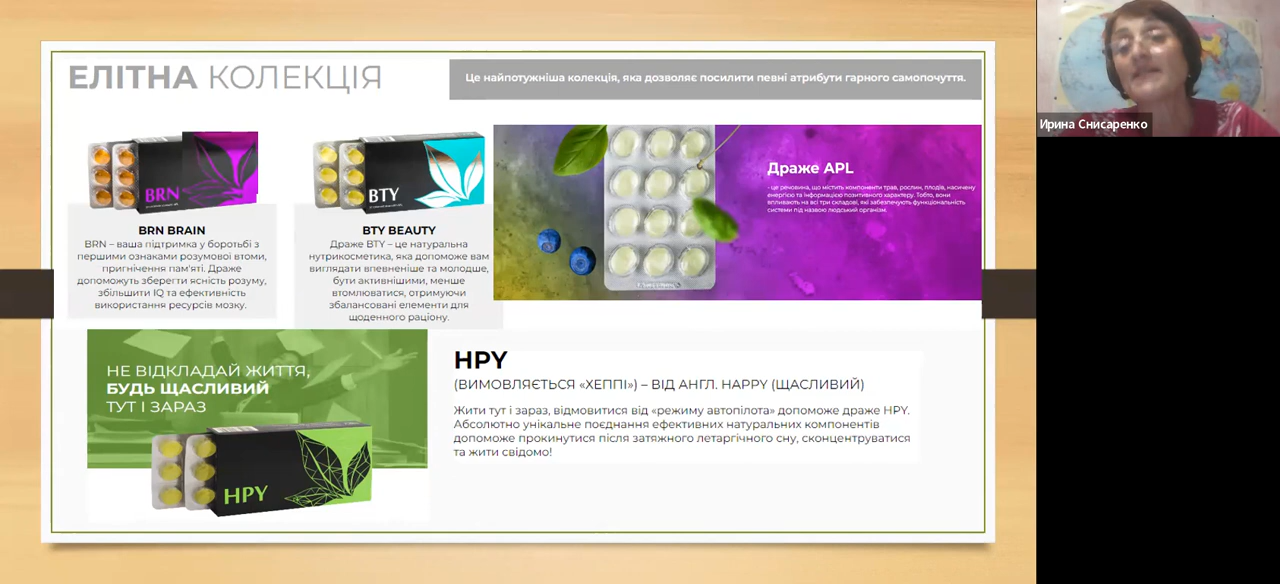 ЕЛІТНА КОЛЕКЦІЯ
Це найпотужніша колекція, яка дозволяє посилити певні атрибути гарного самопочуття.
BRN
BRN BRAIN
BRN – ваша підтримка у боротьбі з
першими ознаками розумової втоми,
пригнічення пам'яті. Драже
допоможуть зберегти ясність розуму,
збільшити IQ та ефективність
використання ресурсів мозку.
BTY
BTY BEAUTY
Драже BTY – це натуральна
нутрикосметика, яка допоможе вам
виглядати впевненіше та молодше,
бути активнішими, менше
втомлюватися, отримуючи
збалансовані елементи для
щоденного раціону.
Драже APL
- це речовина, що містить компоненти трав, рослин, плодів, насичену
енергією та інформацією позитивного характеру. Тобто, вони
впливають на всі три складові, які забезпечують функціональність
системи під назвою людський організм.
НЕ ВІДКЛАДАЙ ЖИТТЯ,
БУДЬ ЩАСЛИВИЙ
ТУТ І ЗАРАЗ
HPY
HPY
(ВИМОВЛЯЄТЬСЯ «ХЕППІ») – ВІД АНГЛ. HAPPY (ЩАСЛИВИЙ)
Жити тут і зараз, відмовитися від «режиму автопілота» допоможе драже HPY.
Абсолютно унікальне поєднання ефективних натуральних компонентів
допоможе прокинутися після затяжного летаргічного сну, сконцентруватися
та жити свідомо!
Ирина Снисаренко